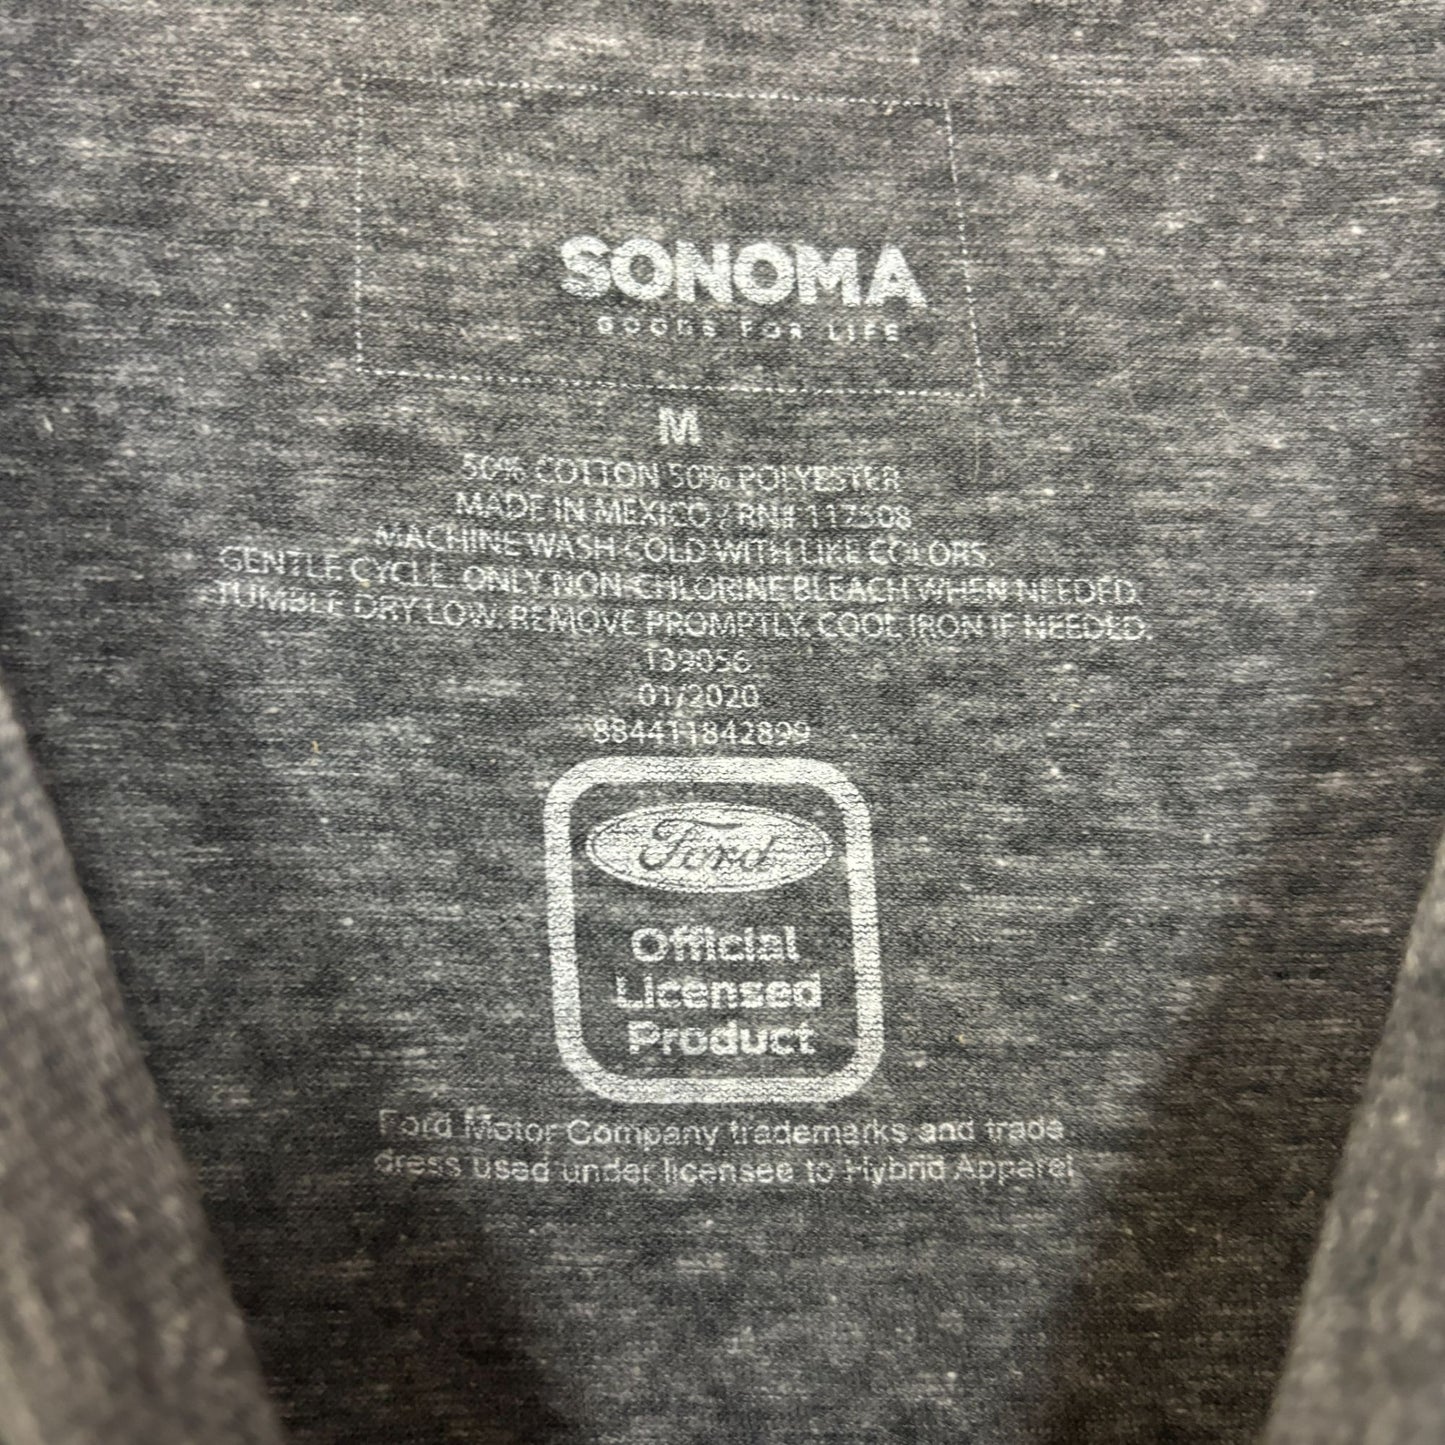 SONOMA
GOODS FOR LIFE
M
50% COTTON 50% POLYESTER
MADE IN MEXICO / RN# 117508
MACHINE WASH COLD WITH LIKE COLORS.
GENTLE CYCLE. ONLY NON-CHLORINE BLEACH WHEN NEEDED.
TUMBLE DRY LOW. REMOVE PROMPTLY. COOL IRON IF NEEDED.
139056
01/2020
884411842899
Ford
Official
Licensed
Product
Ford Motor Company trademarks and trade
dress used under licensee to Hybrid Apparel